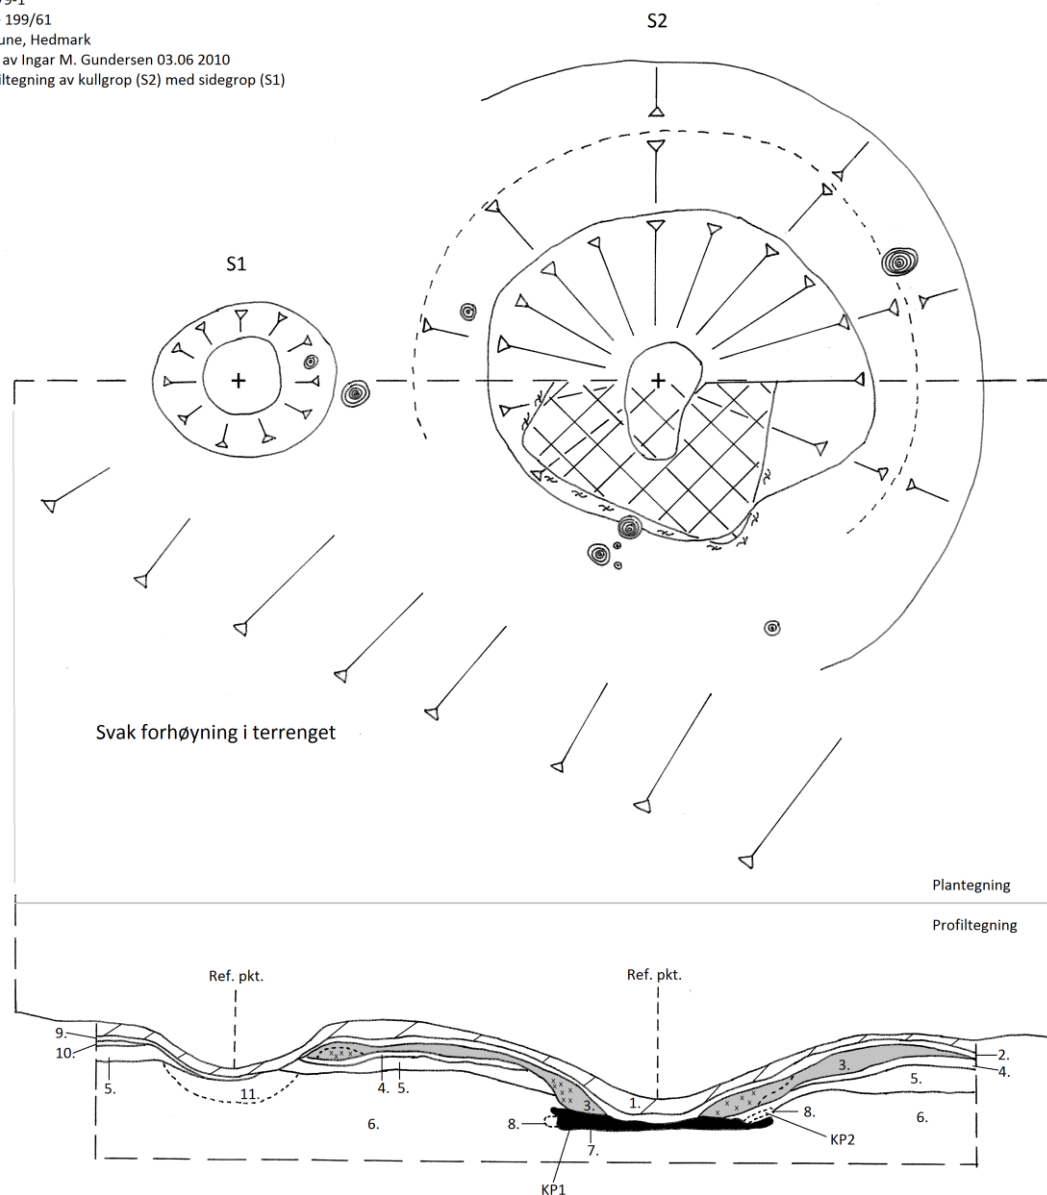 199/61
Hedmark
av Ingar M. Gundersen 03.06 2010
av kullgrop (S2) med sidegrop (S1)
S2
S1
Svak forhøyning i terrenget
Plantegning
Profiltegning
Ref. pkt. Ref. pkt.
9.
10.
5.
11.
4. 5.
6.
3.
1.
8.
7.
KP1
3.
2.
4.
5.
8.
6.
KP2